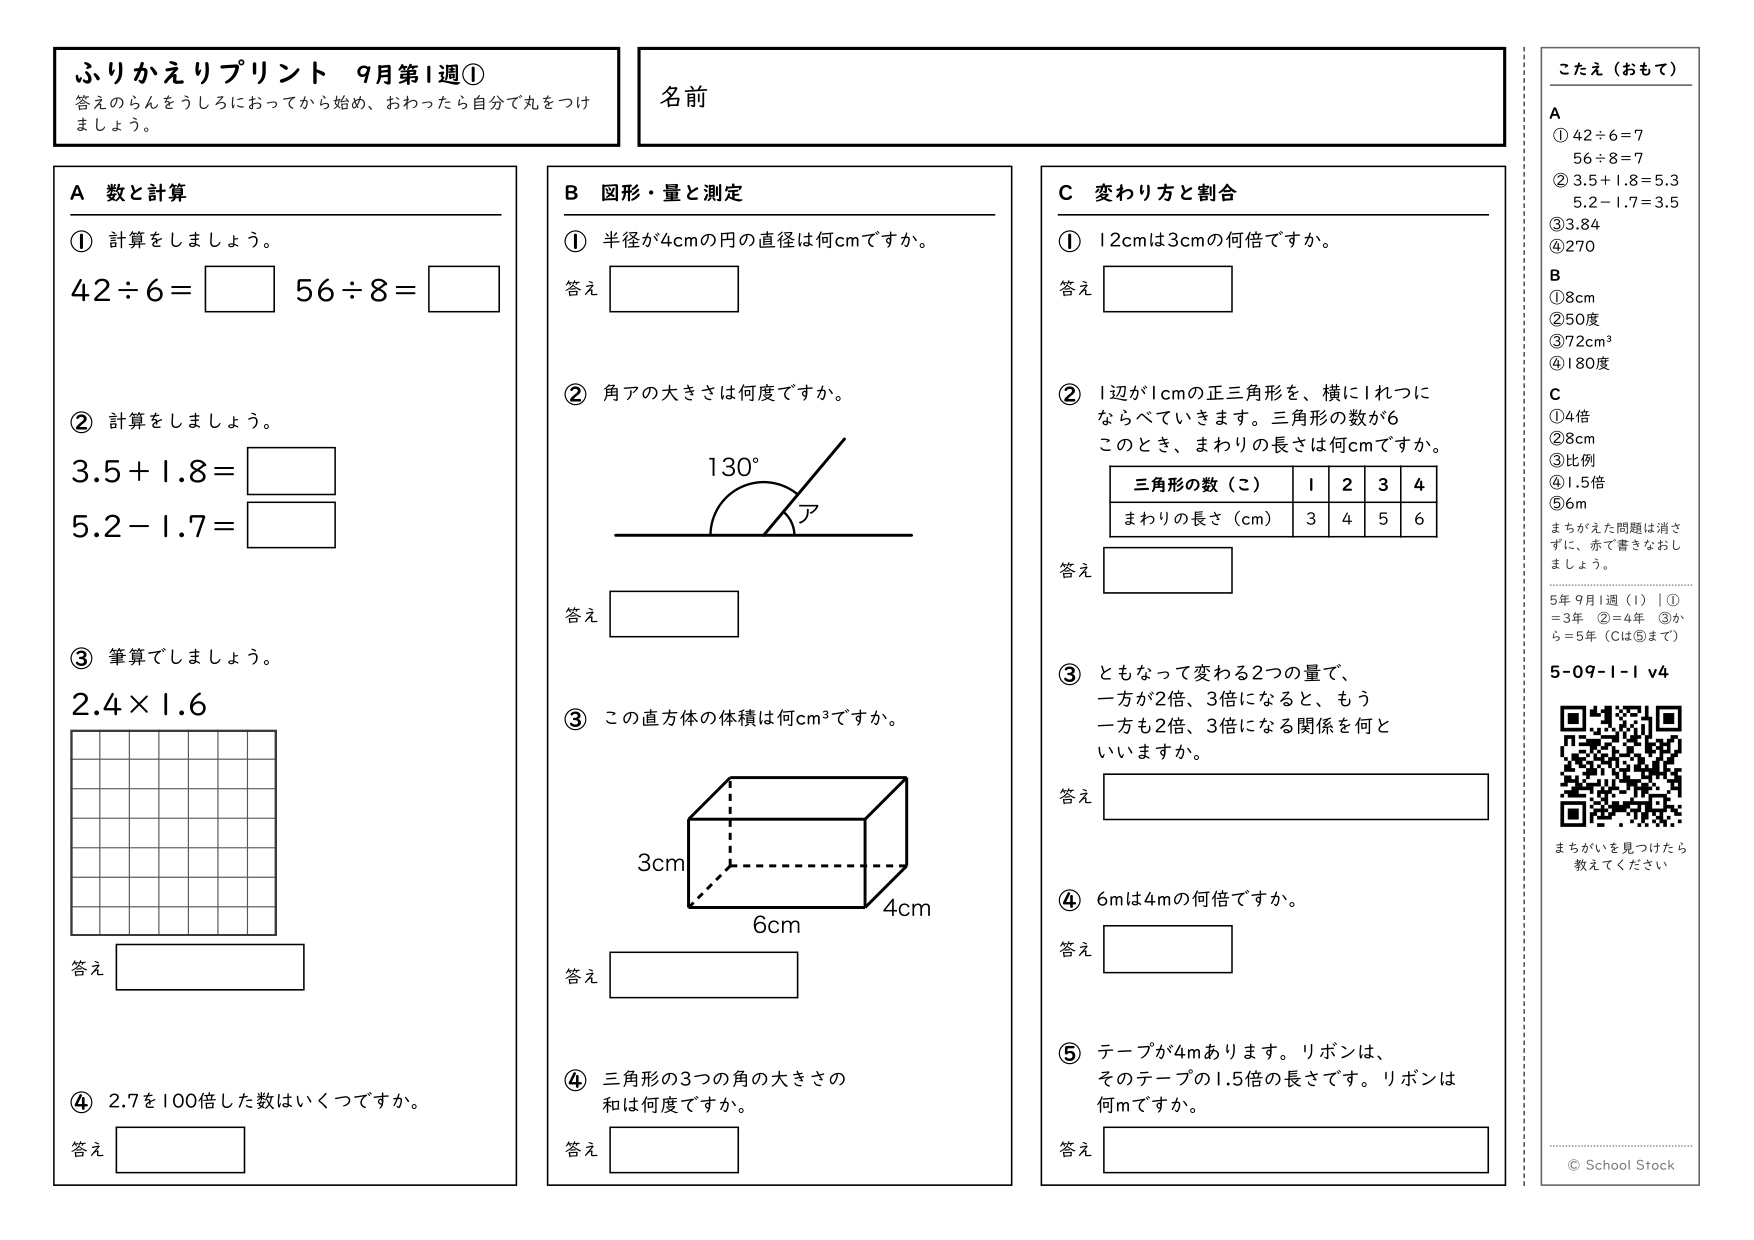 ふりかえりプリント　9月第1週①
答えのらんをうしろにおってから始め、おわったら自分で丸をつけ
ましょう。
名前
A　数と計算
① 計算をしましょう。
42÷6＝ 56÷8＝
② 計算をしましょう。
3.5＋1.8＝
5.2－1.7＝
③ 筆算でしましょう。
2.4×1.6
答え
④ 2.7を100倍した数はいくつですか。
答え
B　図形・量と測定
① 半径が4cmの円の直径は何cmですか。
答え
② 角アの大きさは何度ですか。
130°
ア
答え
③ この直方体の体積は何cm³ですか。
3cm
4cm
6cm
答え
④ 三角形の3つの角の大きさの
和は何度ですか。
答え
C　変わり方と割合
① 12cmは3cmの何倍ですか。
答え
② 1辺が1cmの正三角形を、横に1れつに
ならべていきます。三角形の数が6
このとき、まわりの長さは何cmですか。
三角形の数（こ） 1 2 3 4
まわりの長さ（cm） 3 4 5 6
答え
③ ともなって変わる2つの量で、
一方が2倍、3倍になると、もう
一方も2倍、3倍になる関係を何と
いいますか。
答え
④ 6mは4mの何倍ですか。
答え
⑤ テープが4mあります。リボンは、
そのテープの1.5倍の長さです。リボンは
何mですか。
答え
こたえ（おもて）
A
① 42÷6＝7
56÷8＝7
② 3.5＋1.8＝5.3
5.2－1.7＝3.5
③3.84
④270
B
①8cm
②50度
③72cm³
④180度
C
①4倍
②8cm
③比例
④1.5倍
⑤6m
まちがえた問題は消さ
ずに、赤で書きなおし
ましょう。
5年 9月1週（1）｜①
＝3年　②＝4年　③か
ら＝5年（Cは⑤まで）
5-09-1-1 v4
まちがいを見つけたら
教えてください
© School Stock